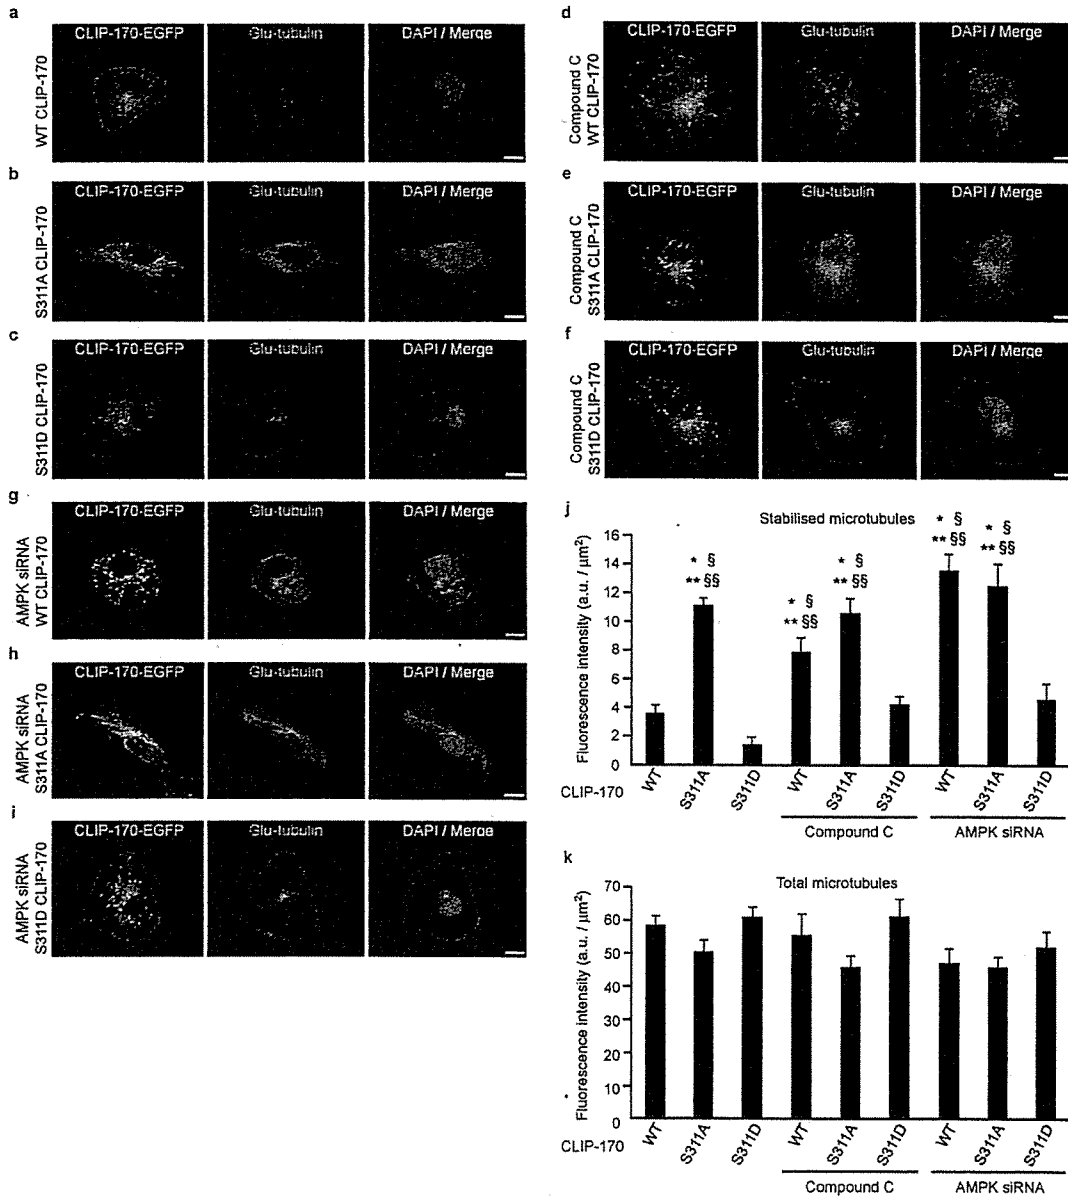 a
CLIP-170-EGFP Glu-tubulin DAPI / Merge
WT CLIP-170
b
CLIP-170-EGFP Glu-tubulin DAPI / Merge
S311A CLIP-170
c
CLIP-170-EGFP Glu-tubulin DAPI / Merge
S311D CLIP-170
d
CLIP-170-EGFP Glu-tubulin DAPI / Merge
Compound C
WT CLIP-170
e
CLIP-170-EGFP Glu-tubulin DAPI / Merge
Compound C
S311A CLIP-170
f
CLIP-170-EGFP Glu-tubulin DAPI / Merge
Compound C
S311D CLIP-170
g
CLIP-170-EGFP Glu-tubulin DAPI / Merge
AMPK siRNA
WT CLIP-170
h
CLIP-170-EGFP Glu-tubulin DAPI / Merge
AMPK siRNA
S311A CLIP-170
i
CLIP-170-EGFP Glu-tubulin DAPI / Merge
AMPK siRNA
S311D CLIP-170
j
Stabilised microtubules
Fluorescence intensity (a.u. / μm²)
16
14
12
10
8
6
4
2
0
* §
** §§
* §
** §§
* §
** §§
* §
** §§
* §
** §§
CLIP-170 WT S311A S311D WT S311A S311D WT S311A S311D
Compound C AMPK siRNA
k
Total microtubules
Fluorescence intensity (a.u. / μm²)
70
60
50
40
30
20
10
0
CLIP-170 WT S311A S311D WT S311A S311D WT S311A S311D
Compound C AMPK siRNA